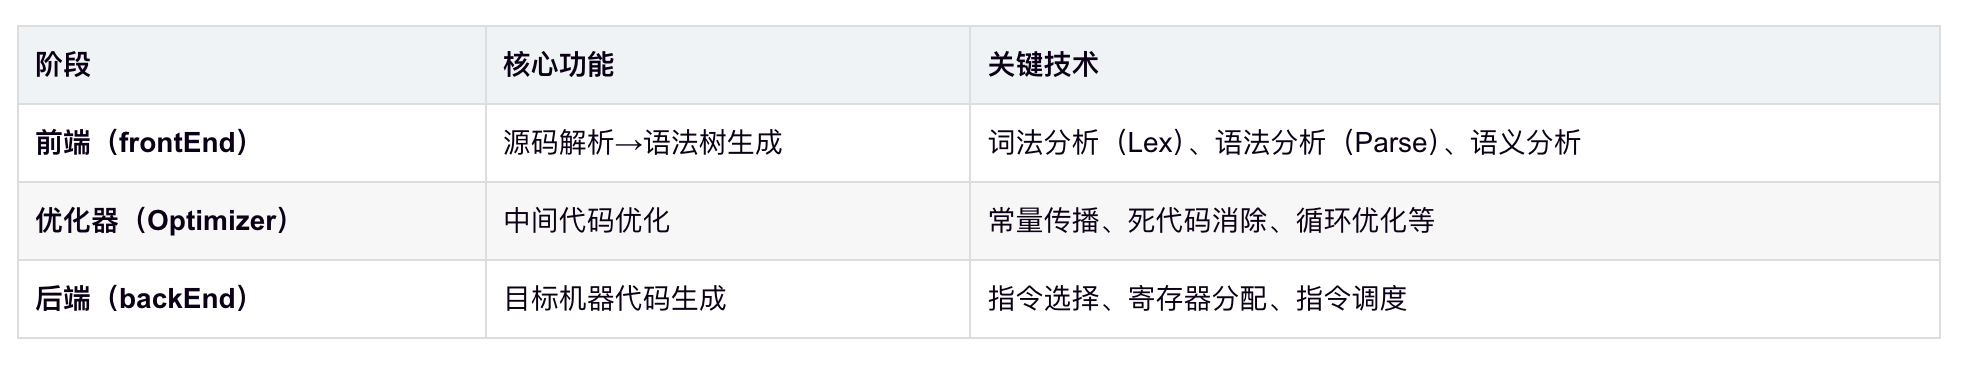 阶段 核心功能 关键技术
前端（frontEnd） 源码解析→语法树生成 词法分析（Lex）、语法分析（Parse）、语义分析
优化器（Optimizer） 中间代码优化 常量传播、死代码消除、循环优化等
后端（backEnd） 目标机器代码生成 指令选择、寄存器分配、指令调度